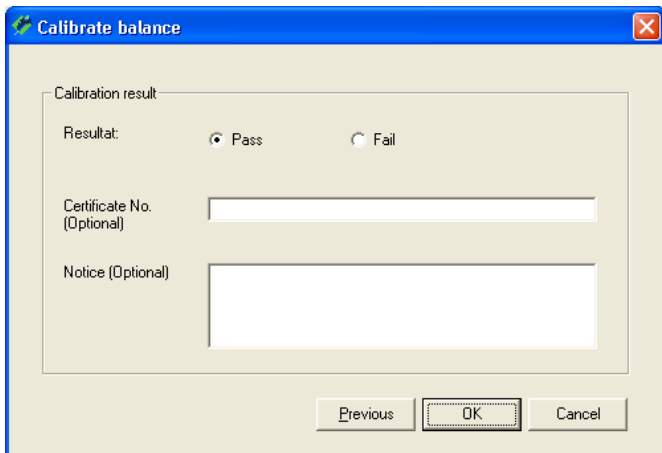 Calibrate balance
Calibration result
Resultat:
Pass
Fail
Certificate No.
(Optional)
Notice (Optional)
Previous
OK
Cancel